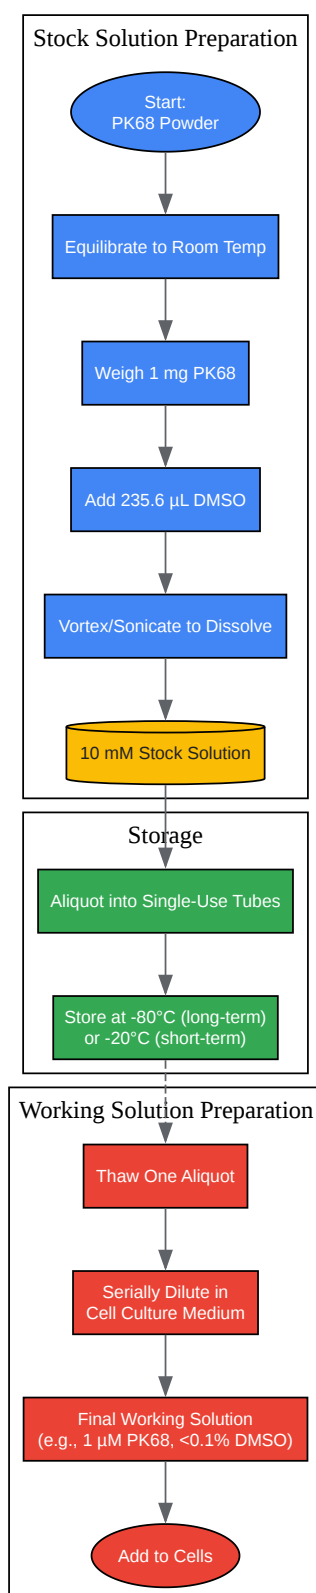 Stock Solution Preparation
Start:
PK68 Powder
Equilibrate to Room Temp
Weigh 1 mg PK68
Add 235.6 µL DMSO
Vortex/Sonicate to Dissolve
10 mM Stock Solution
Storage
Aliquot into Single-Use Tubes
Store at -80°C (long-term)
or -20°C (short-term)
Working Solution Preparation
Thaw One Aliquot
Serially Dilute in
Cell Culture Medium
Final Working Solution
(e.g., 1 µM PK68, <0.1% DMSO)
Add to Cells